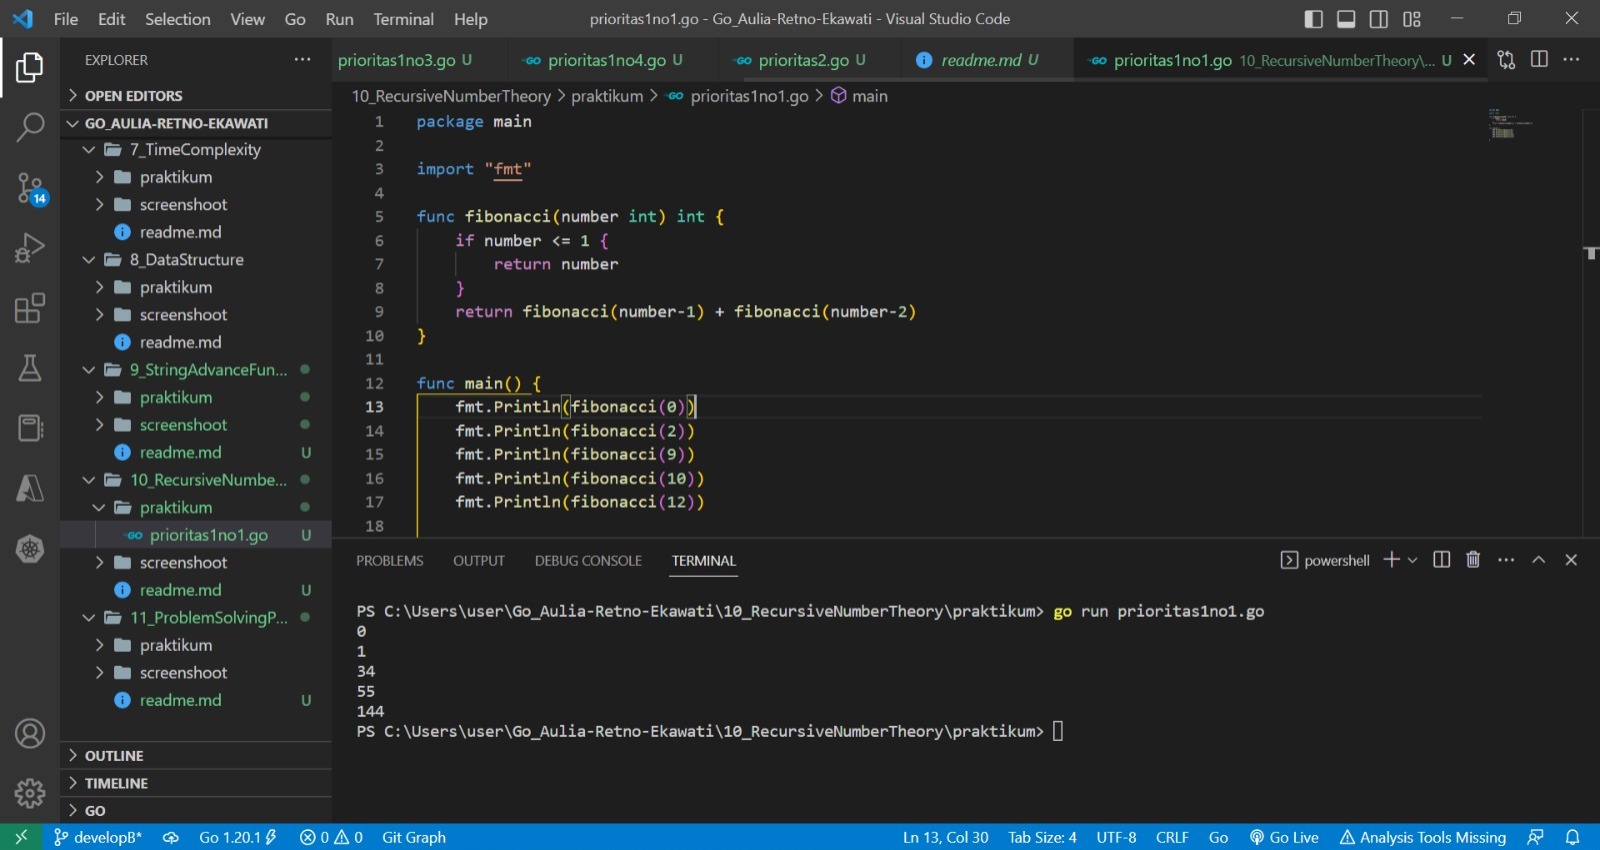 File Edit Selection View Go Run Terminal Help prioritas1no1.go - Go_Aulia-Retno-Ekawati - Visual Studio Code
EXPLORER ...
prioritas1no3.go U GO prioritas1no4.go U GO prioritas2.go U readme.md U GO prioritas1no1.go 10_RecursiveNumberTheory\... U
OPEN EDITORS
GO_AULIA-RETNO-EKAWATI
7_TimeComplexity
praktikum
screenshoot
readme.md
8_DataStructure
praktikum
screenshoot
readme.md
9_StringAdvanceFun...
praktikum
screenshoot
readme.md U
10_RecursiveNumbe...
praktikum
GO prioritas1no1.go U
screenshoot
readme.md U
11_ProblemSolvingP...
praktikum
screenshoot
readme.md U
OUTLINE
TIMELINE
GO
14
10_RecursiveNumberTheory > praktikum > GO prioritas1no1.go > main
1 package main
2
3 import "fmt"
4
5 func fibonacci(number int) int {
6 if number <= 1 {
7 return number
8 }
9 return fibonacci(number-1) + fibonacci(number-2)
10 }
11
12 func main() {
13 fmt.Println(fibonacci(0))
14 fmt.Println(fibonacci(2))
15 fmt.Println(fibonacci(9))
16 fmt.Println(fibonacci(10))
17 fmt.Println(fibonacci(12))
18
PROBLEMS OUTPUT DEBUG CONSOLE TERMINAL powershell
PS C:\Users\user\Go_Aulia-Retno-Ekawati\10_RecursiveNumberTheory\praktikum> go run prioritas1no1.go
0
1
34
55
144
PS C:\Users\user\Go_Aulia-Retno-Ekawati\10_RecursiveNumberTheory\praktikum>
developB* Go 1.20.1 0 0 Git Graph Ln 13, Col 30 Tab Size: 4 UTF-8 CRLF Go Go Live Analysis Tools Missing